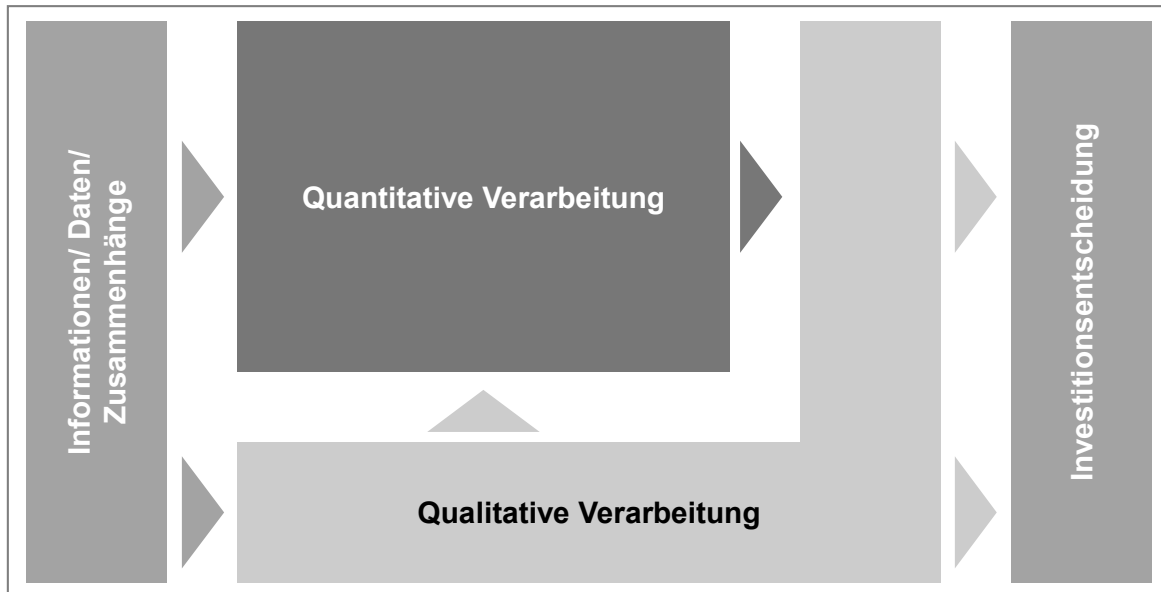 Informationen/ Daten/
Zusammenhänge
Quantitative Verarbeitung
Qualitative Verarbeitung
Investitionsentscheidung